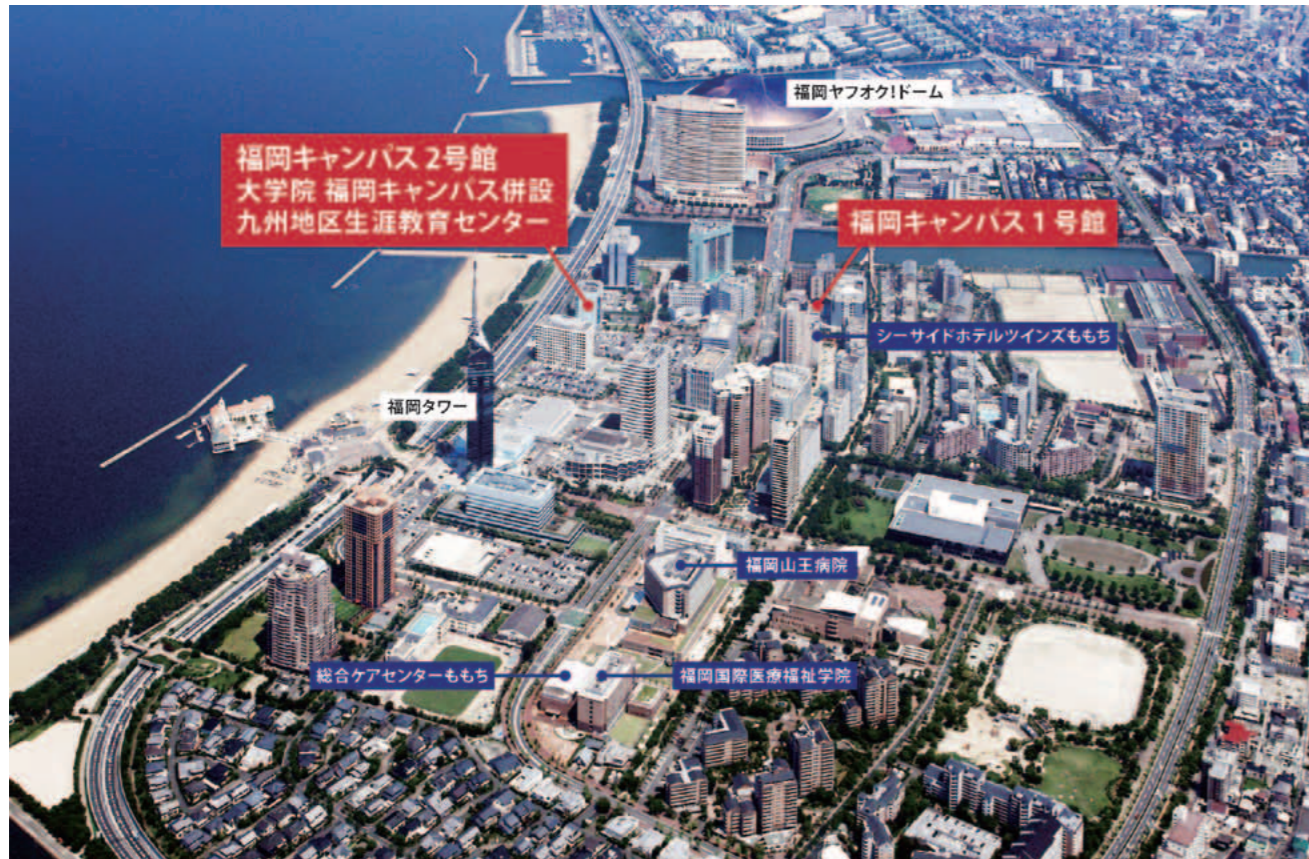 福岡ヤフオク!ドーム
福岡キャンパス 2号館
大学院 福岡キャンパス併設
九州地区生涯教育センター
福岡キャンパス 1 号館
シーサイドホテルツインズももち
福岡タワー
福岡山王病院
総合ケアセンターももち
福岡国際医療福祉学院